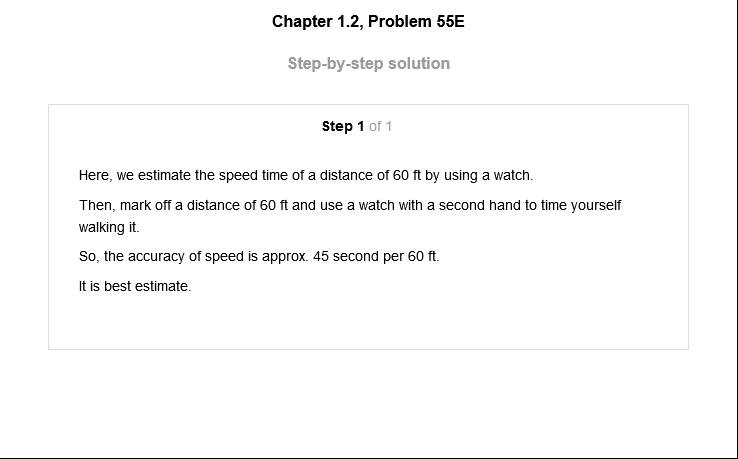 Chapter 1.2, Problem 55E
Step-by-step solution
Step 1 of 1
Here, we estimate the speed time of a distance of 60 ft by using a watch.
Then, mark off a distance of 60 ft and use a watch with a second hand to time yourself
walking it.
So, the accuracy of speed is approx. 45 second per 60 ft.
It is best estimate.